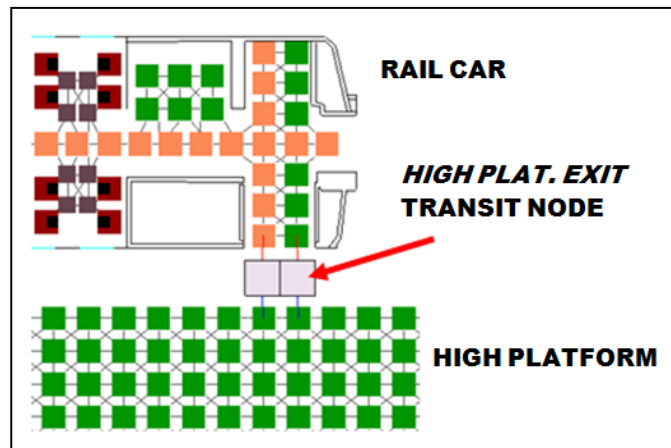 RAIL CAR
HIGH PLAT. EXIT
TRANSIT NODE
HIGH PLATFORM